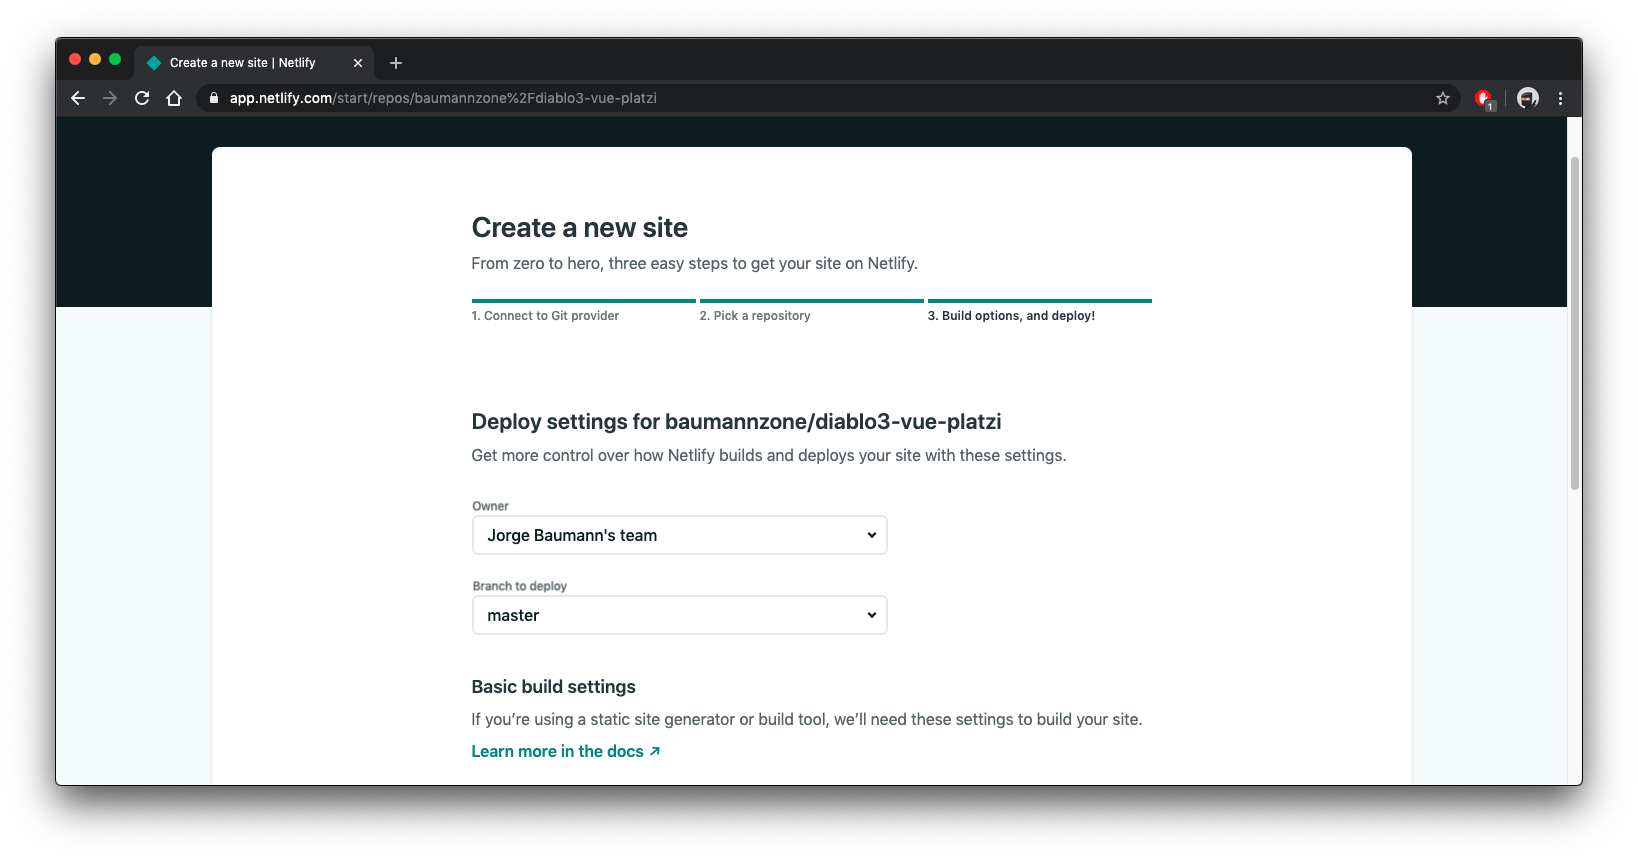 Create a new site | Netlify
app.netlify.com/start/repos/baumannzone%2Fdiablo3-vue-platzi
1
Create a new site
From zero to hero, three easy steps to get your site on Netlify.
1. Connect to Git provider
2. Pick a repository
3. Build options, and deploy!
Deploy settings for baumannzone/diablo3-vue-platzi
Get more control over how Netlify builds and deploys your site with these settings.
Owner
Jorge Baumann's team
Branch to deploy
master
Basic build settings
If you’re using a static site generator or build tool, we’ll need these settings to build your site.
Learn more in the docs ↗